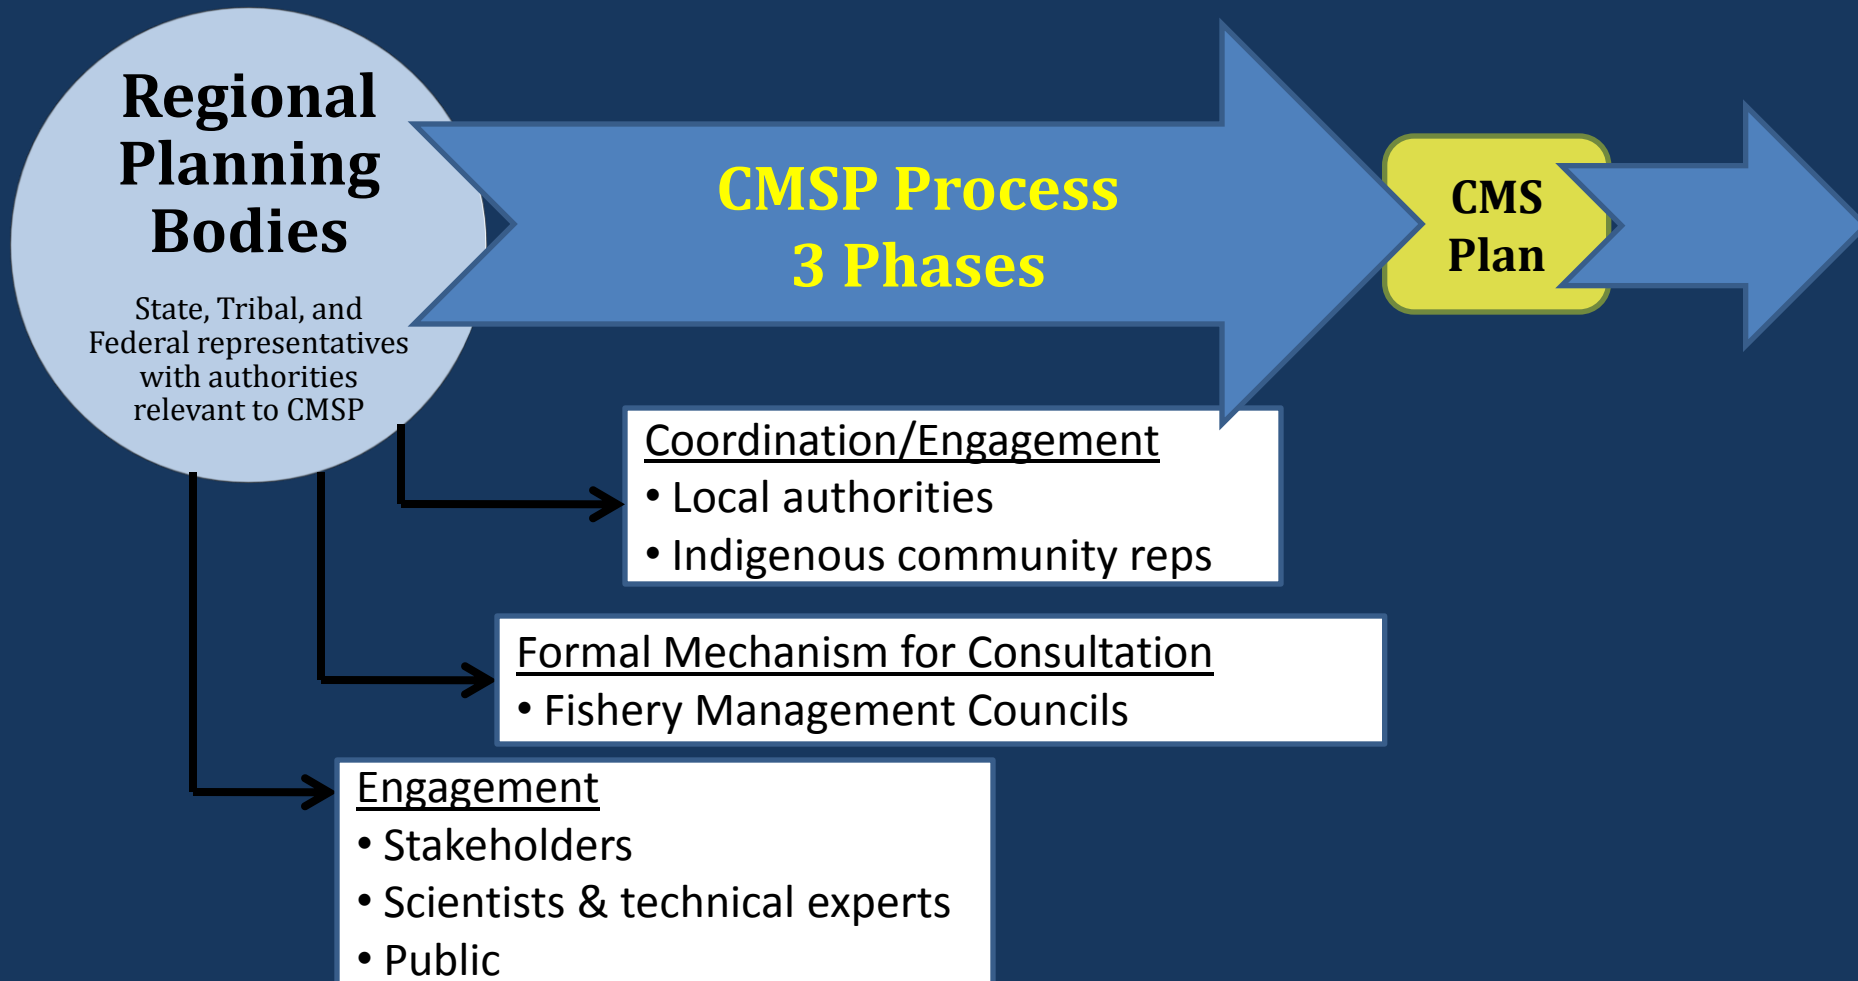 Regional
Planning
Bodies
State, Tribal, and
Federal representatives
with authorities
relevant to CMSP
CMSP Process
3 Phases
CMS
Plan
Coordination/Engagement
• Local authorities
• Indigenous community reps
Formal Mechanism for Consultation
• Fishery Management Councils
Engagement
• Stakeholders
• Scientists & technical experts
• Public